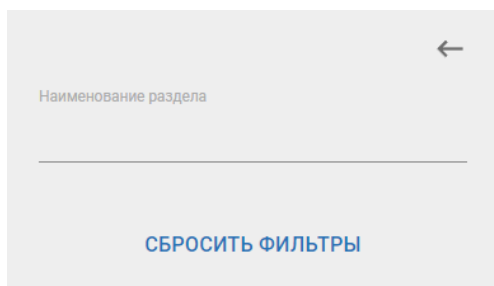 Наименование раздела
СБРОСИТЬ ФИЛЬТРЫ